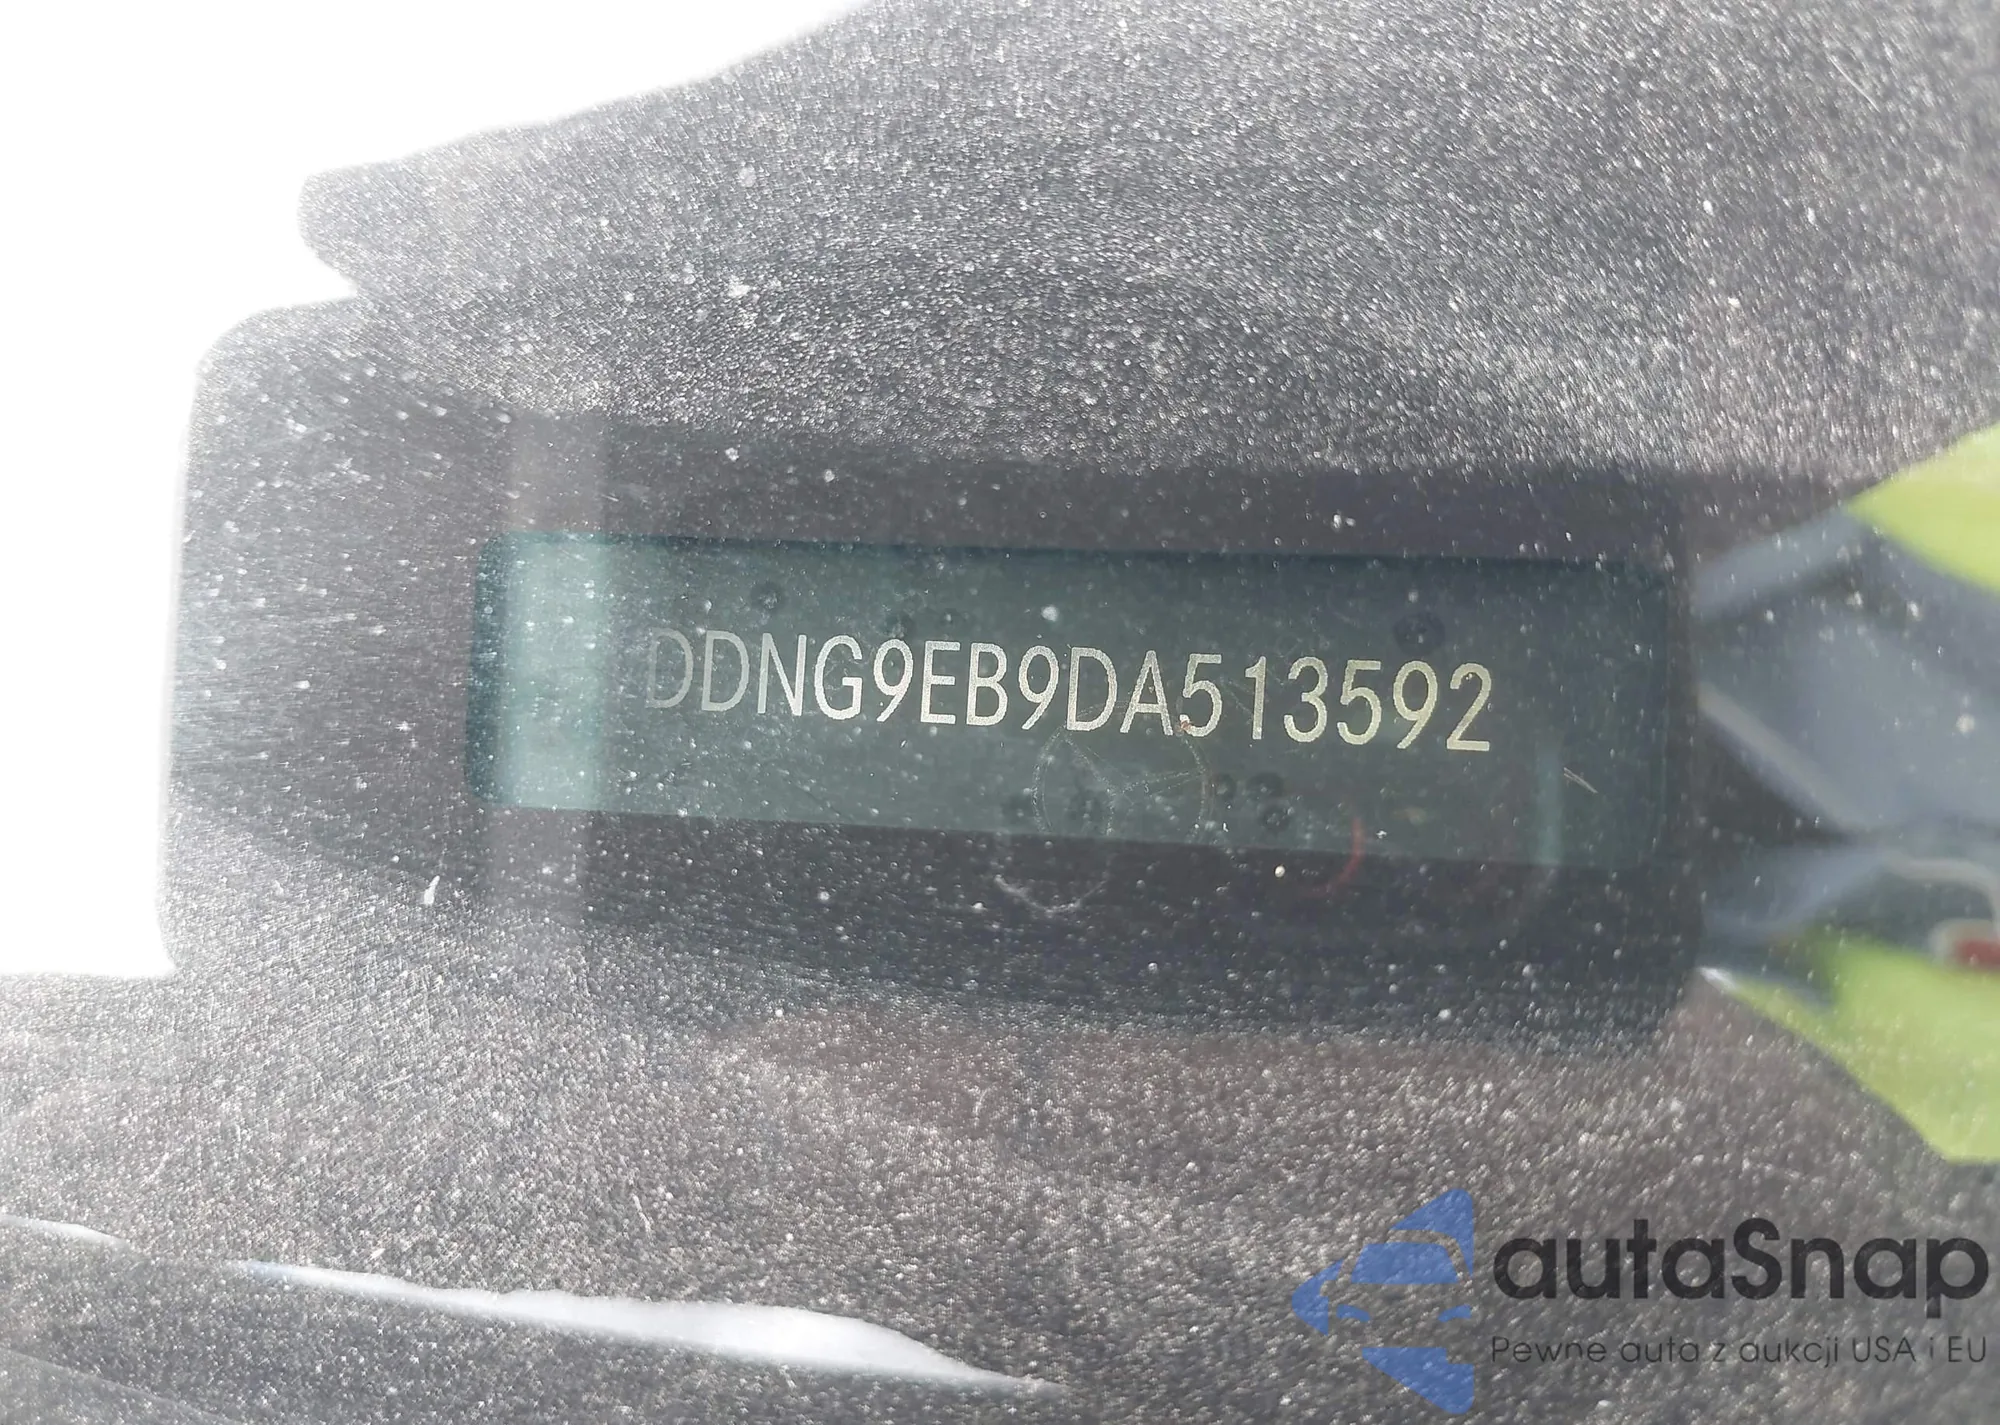 DDNG9EB9DA513592
autaSnap
Pewne auta z aukcji USA i EU